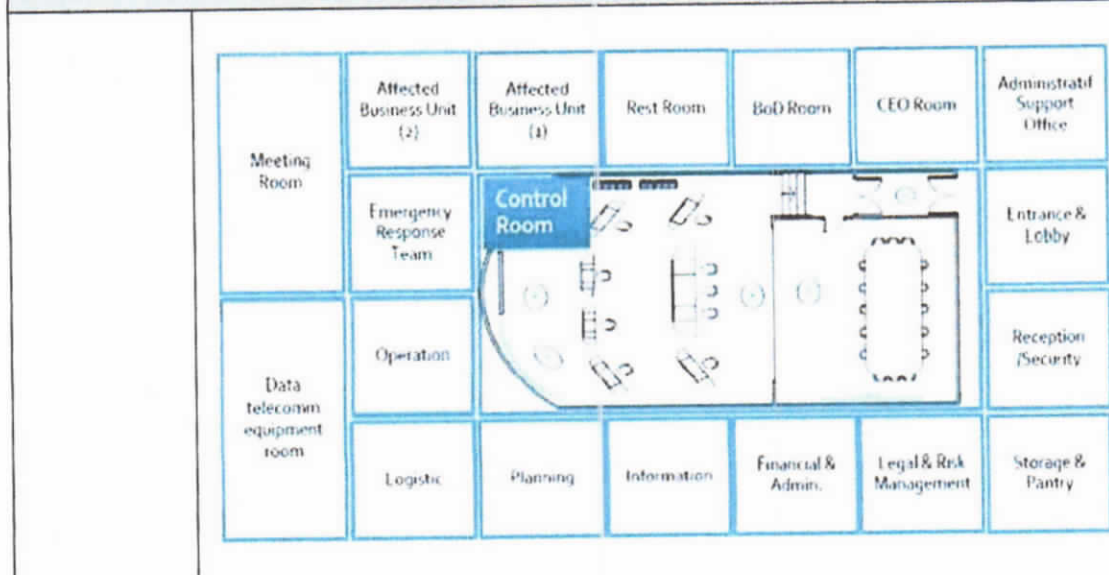 Meeting
Room
Affected
Business Unit
(2)
Affected
Business Unit
(1)
Rest Room
BoD Room
CEO Room
Administratif
Support
Office
Emergency
Response
Team
Control
Room
Entrance &
Lobby
Data
telecomm
equipment
room
Operation
Reception
/Security
Logistic
Planning
Information
Financial &
Admin.
Legal & Risk
Management
Storage &
Pantry